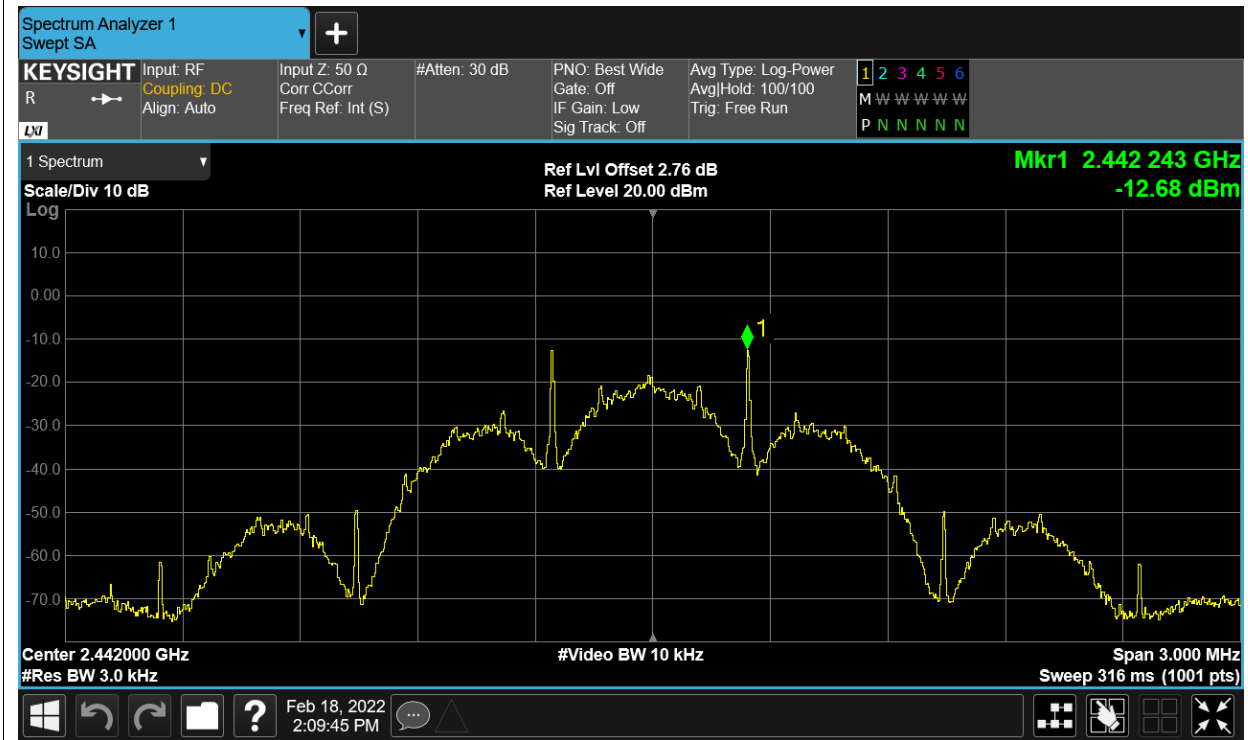 Spectrum Analyzer 1
Swept SA
+
KEYSIGHT
R
LXI
Input: RF
Coupling: DC
Align: Auto
Input Z: 50 Ω
Corr CCorr
Freq Ref: Int (S)
#Atten: 30 dB
PNO: Best Wide
Gate: Off
IF Gain: Low
Sig Track: Off
Avg Type: Log-Power
Avg|Hold: 100/100
Trig: Free Run
1 2 3 4 5 6
M W W W W W
P N N N N N
1 Spectrum
Scale/Div 10 dB
Log
Ref Lvl Offset 2.76 dB
Ref Level 20.00 dBm
Mkr1 2.442 243 GHz
-12.68 dBm
10.0
0.00
-10.0
-20.0
-30.0
-40.0
-50.0
-60.0
-70.0
1
Center 2.442000 GHz
#Res BW 3.0 kHz
#Video BW 10 kHz
Span 3.000 MHz
Sweep 316 ms (1001 pts)
?
Feb 18, 2022
2:09:45 PM